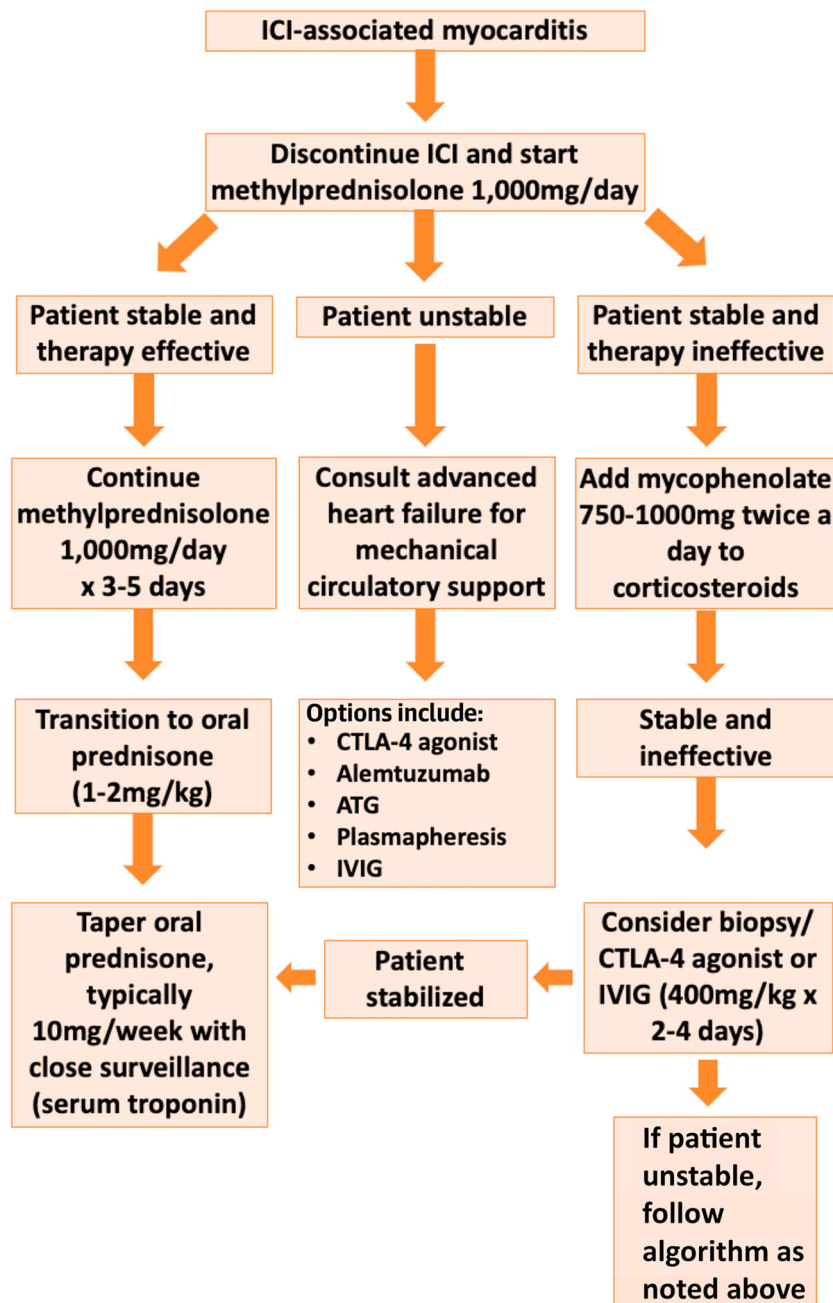 ICI-associated myocarditis
Discontinue ICI and start
methylprednisolone 1,000mg/day
Patient stable and
therapy effective
Patient unstable
Patient stable and
therapy ineffective
Continue
methylprednisolone
1,000mg/day
x 3-5 days
Consult advanced
heart failure for
mechanical
circulatory support
Add mycophenolate
750-1000mg twice a
day to
corticosteroids
Transition to oral
prednisone
(1-2mg/kg)
Options include:
• CTLA-4 agonist
• Alemtuzumab
• ATG
• Plasmapheresis
• IVIG
Stable and
ineffective
Taper oral
prednisone,
typically
10mg/week with
close surveillance
(serum troponin)
Patient
stabilized
Consider biopsy/
CTLA-4 agonist or
IVIG (400mg/kg x
2-4 days)
If patient
unstable,
follow
algorithm as
noted above